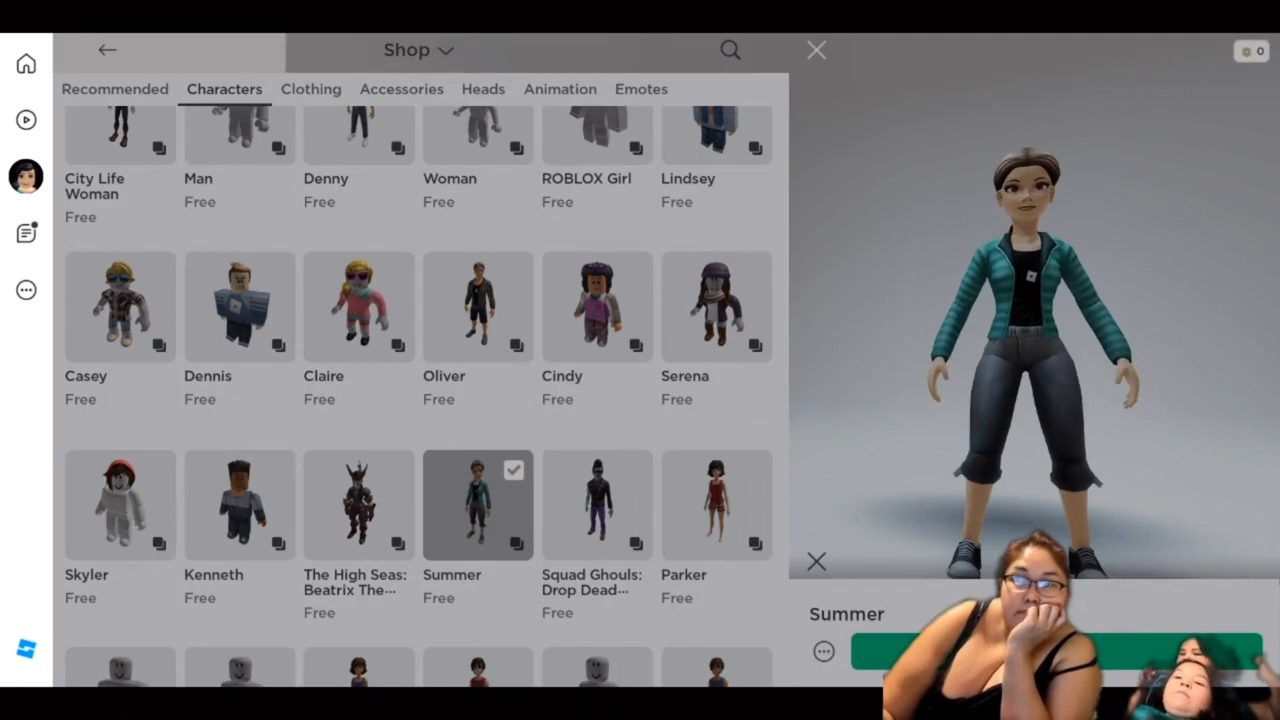 Shop
0
Recommended Characters Clothing Accessories Heads Animation Emotes
City Life
Woman
Free
Man
Free
Denny
Free
Woman
Free
ROBLOX Girl
Free
Lindsey
Free
Casey
Free
Dennis
Free
Claire
Free
Oliver
Free
Cindy
Free
Serena
Free
Skyler
Free
Kenneth
Free
The High Seas:
Beatrix The...
Free
Summer
Free
Squad Ghouls:
Drop Dead...
Free
Parker
Free
Summer